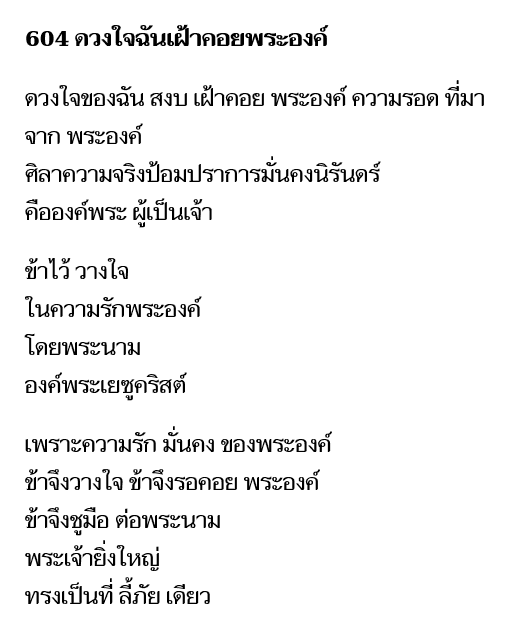 604 ดวงใจฉันเฝ้าคอยพระองค์
ดวงใจของฉัน สงบ เฝ้าคอย พระองค์ ความรอด ที่มา
จาก พระองค์
ศิลาความจริงป้อมปราการมั่นคงนิรันดร์
คือองค์พระ ผู้เป็นเจ้า
ข้าไว้ วางใจ
ในความรักพระองค์
โดยพระนาม
องค์พระเยซูคริสต์
เพราะความรัก มั่นคง ของพระองค์
ข้าจึงวางใจ ข้าจึงรอคอย พระองค์
ข้าจึงชูมือ ต่อพระนาม
พระเจ้ายิ่งใหญ่
ทรงเป็นที่ ลี้ภัย เดียว